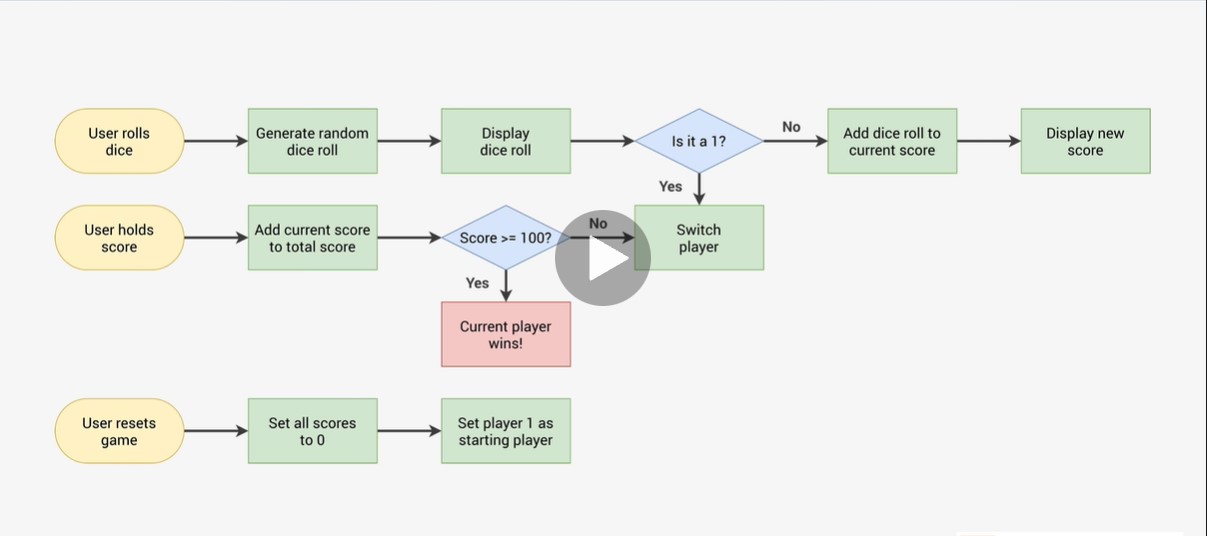 User rolls
dice
Generate random
dice roll
Display
dice roll
Is it a 1?
No
Add dice roll to
current score
Display new
score
Yes
User holds
score
Add current score
to total score
Score >= 100?
No
Switch
player
Yes
Current player
wins!
User resets
game
Set all scores
to 0
Set player 1 as
starting player